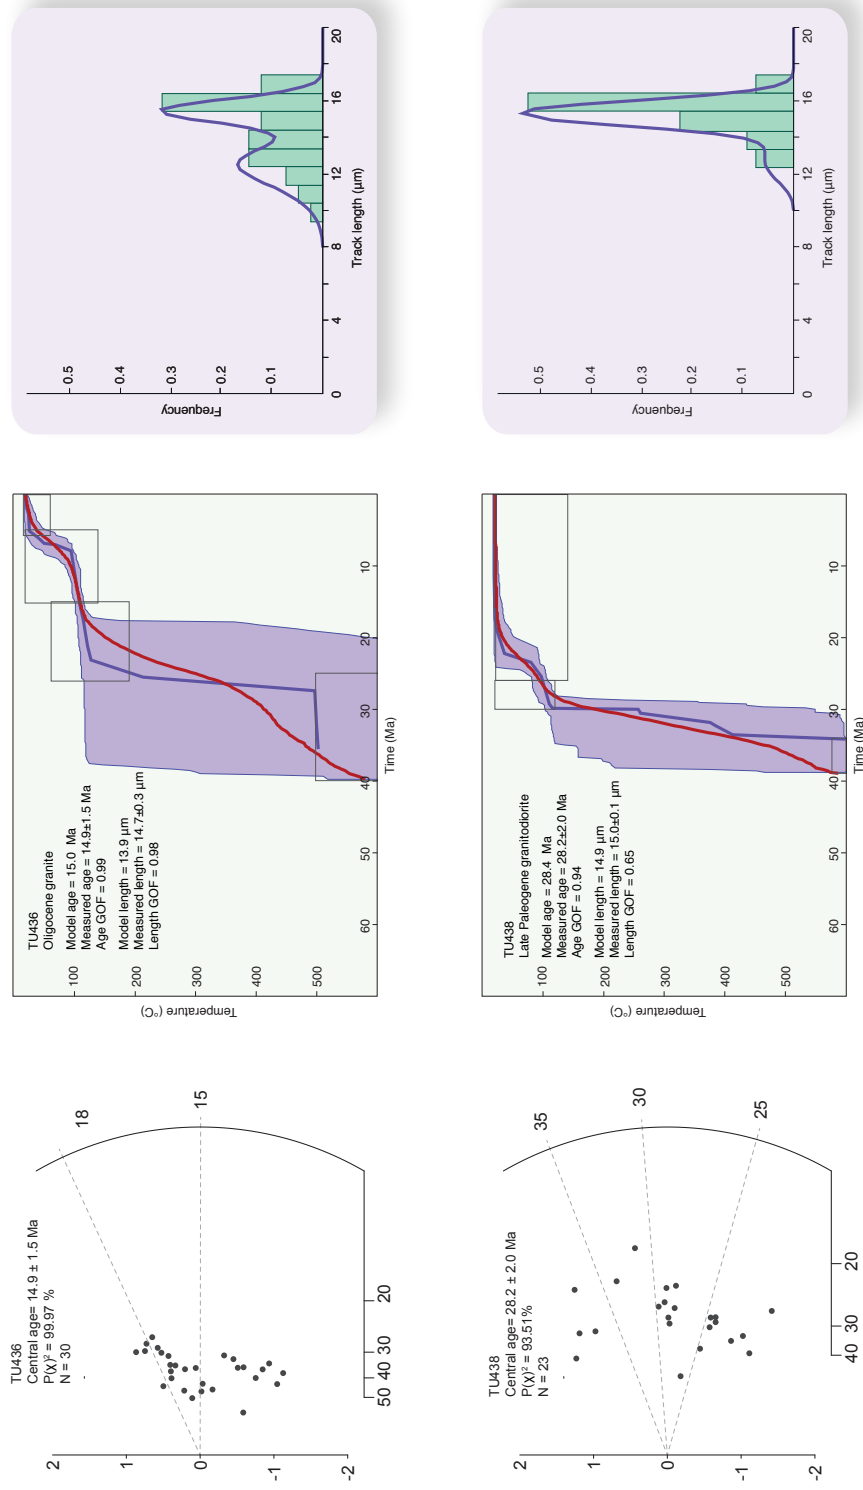 TU436
Central age= 14.9 ± 1.5 Ma
P(χ)² = 99.97 %
N = 30
2
1
0
-1
-2
50
40
30
20
18
15
TU436
Oligocene granite
Model age = 15.0 Ma
Measured age = 14.9±1.5 Ma
Age GOF = 0.99
Model length = 13.9 µm
Measured length = 14.7±0.3 µm
Length GOF = 0.98
Temperature (°C)
100
200
300
400
500
60
50
40
30
20
10
Time (Ma)
Frequency
0.5
0.4
0.3
0.2
0.1
0
4
8
12
16
20
Track length (µm)
TU438
Central age= 28.2 ± 2.0 Ma
P(χ)² = 93.51%
N = 23
2
1
0
-1
-2
40
30
20
35
30
25
TU438
Late Paleogene granitodiorite
Model age = 28.4 Ma
Measured age = 28.2±2.0 Ma
Age GOF = 0.94
Model length = 14.9 µm
Measured length = 15.0±0.1 µm
Length GOF = 0.65
Temperature (°C)
100
200
300
400
500
60
50
40
30
20
10
Time (Ma)
Frequency
0.5
0.4
0.3
0.2
0.1
0
4
8
12
16
20
Track length (µm)